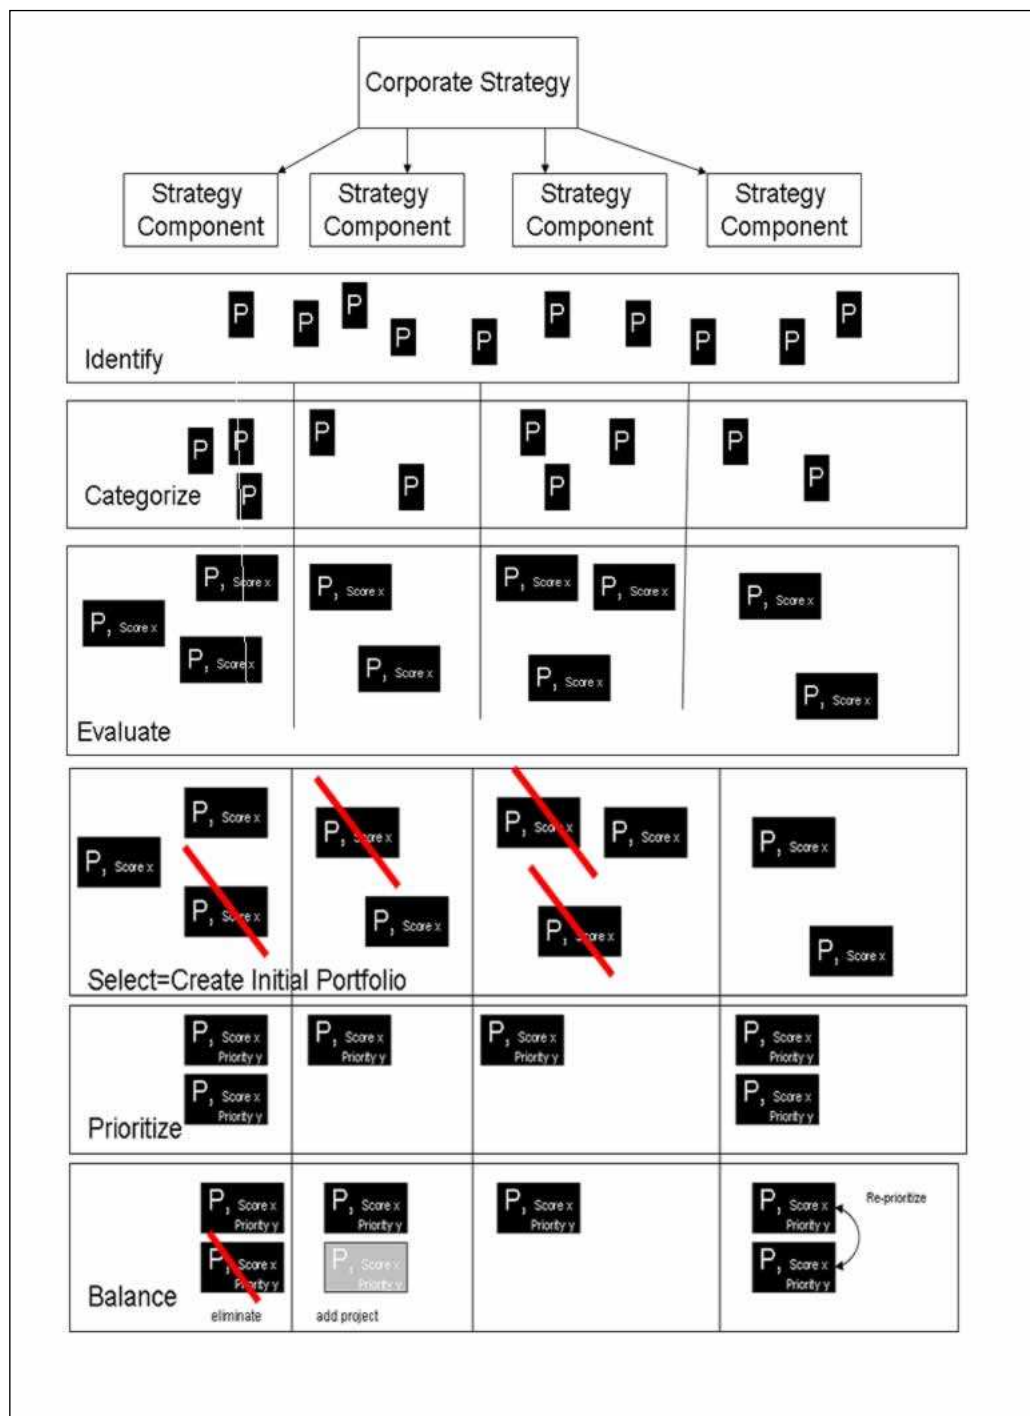 Corporate Strategy
Strategy
Component
Strategy
Component
Strategy
Component
Strategy
Component
P
P
P
P
P
P
P
P
P
P
Identify
P
P
P
P
P
P
P
P
P
P
Categorize
P, Score x
P, Score x
P, Score x
P, Score x
P, Score x
P, Score x
P, Score x
P, Score x
P, Score x
P, Score x
Evaluate
P, Score x
P, Score x
P, Score x
P, Score x
P, Score x
P, Score x
P, Score x
P, Score x
P, Score x
P, Score x
Select=Create Initial Portfolio
P, Score x
Priority y
P, Score x
Priority y
P, Score x
Priority y
P, Score x
Priority y
P, Score x
Priority y
P, Score x
Priority y
Prioritize
P, Score x
Priority y
P, Score x
Priority y
P, Score x
Priority y
P, Score x
Priority y
Re-prioritize
P, Score x
Priority y
P, Score x
Priority y
P, Score x
Priority y
Balance
eliminate
add project